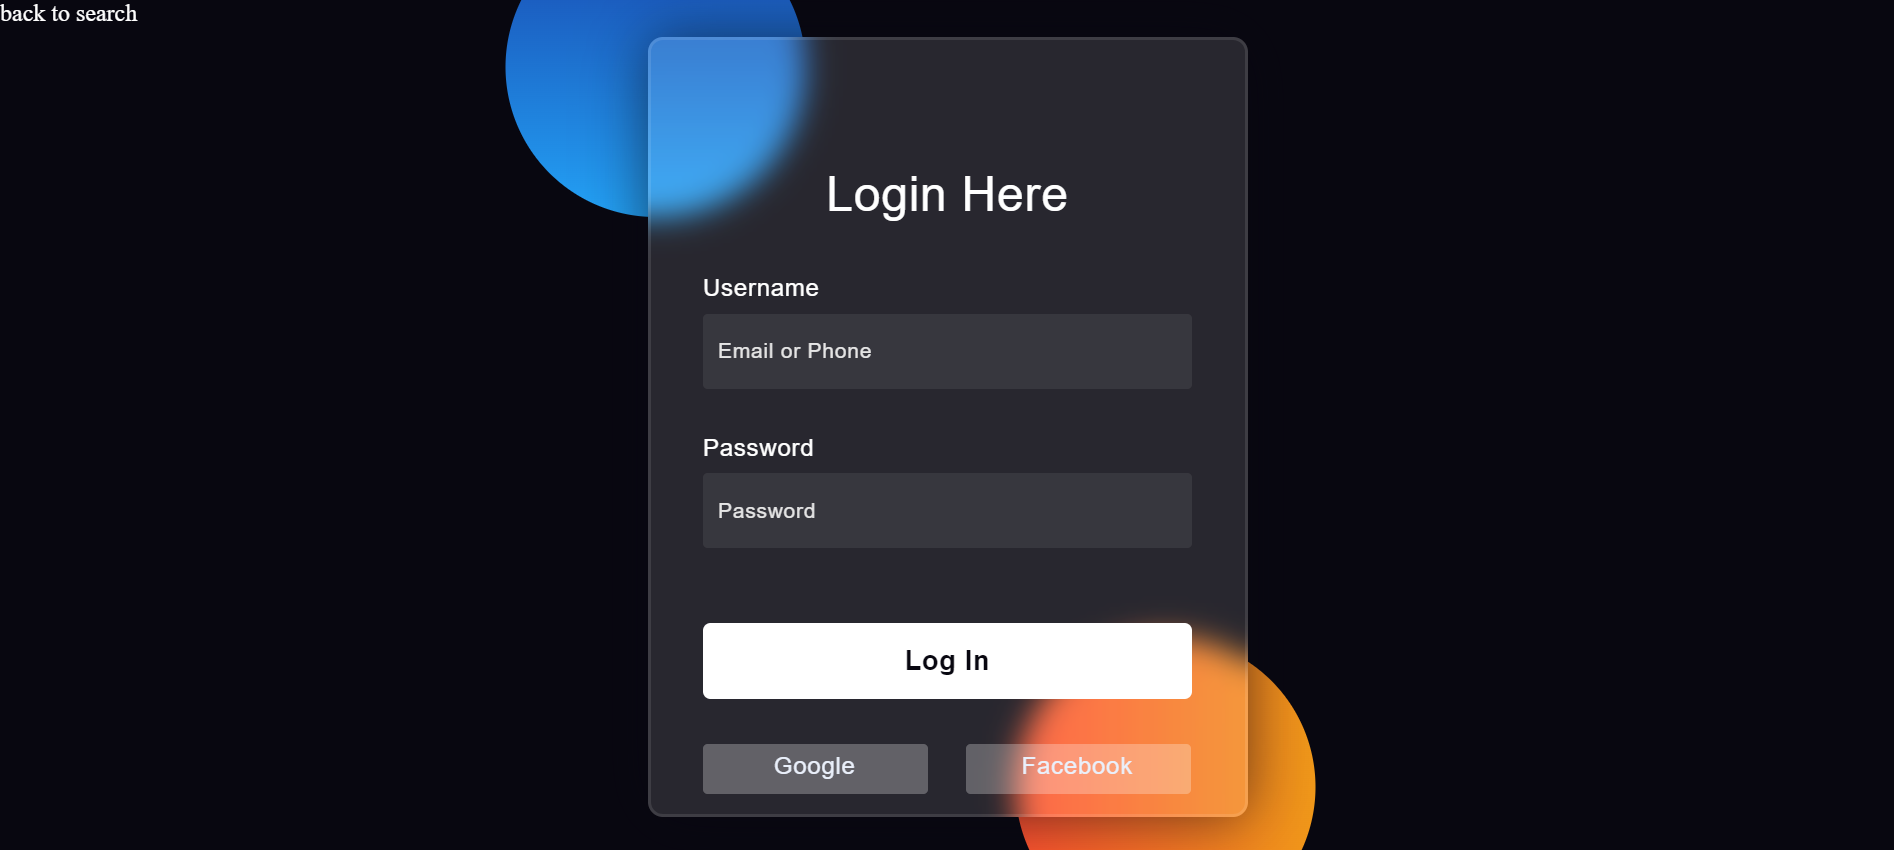 back to search
Login Here
Username
Email or Phone
Password
Password
Log In
Google
Facebook